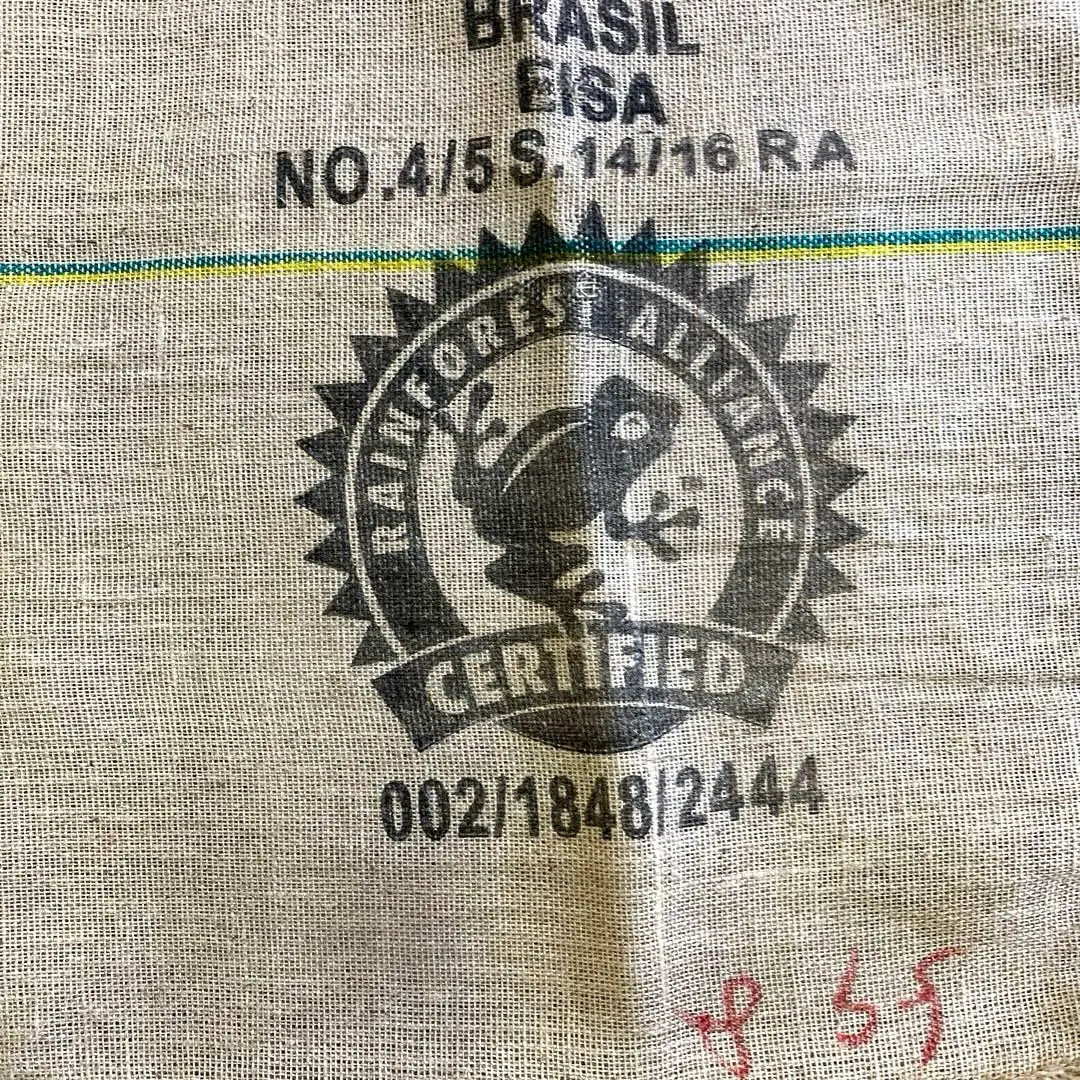 BRASIL
EISA
NO.4/5 S.14/16 RA
RAINFOREST ALLIANCE
CERTIFIED
002/1848/2444